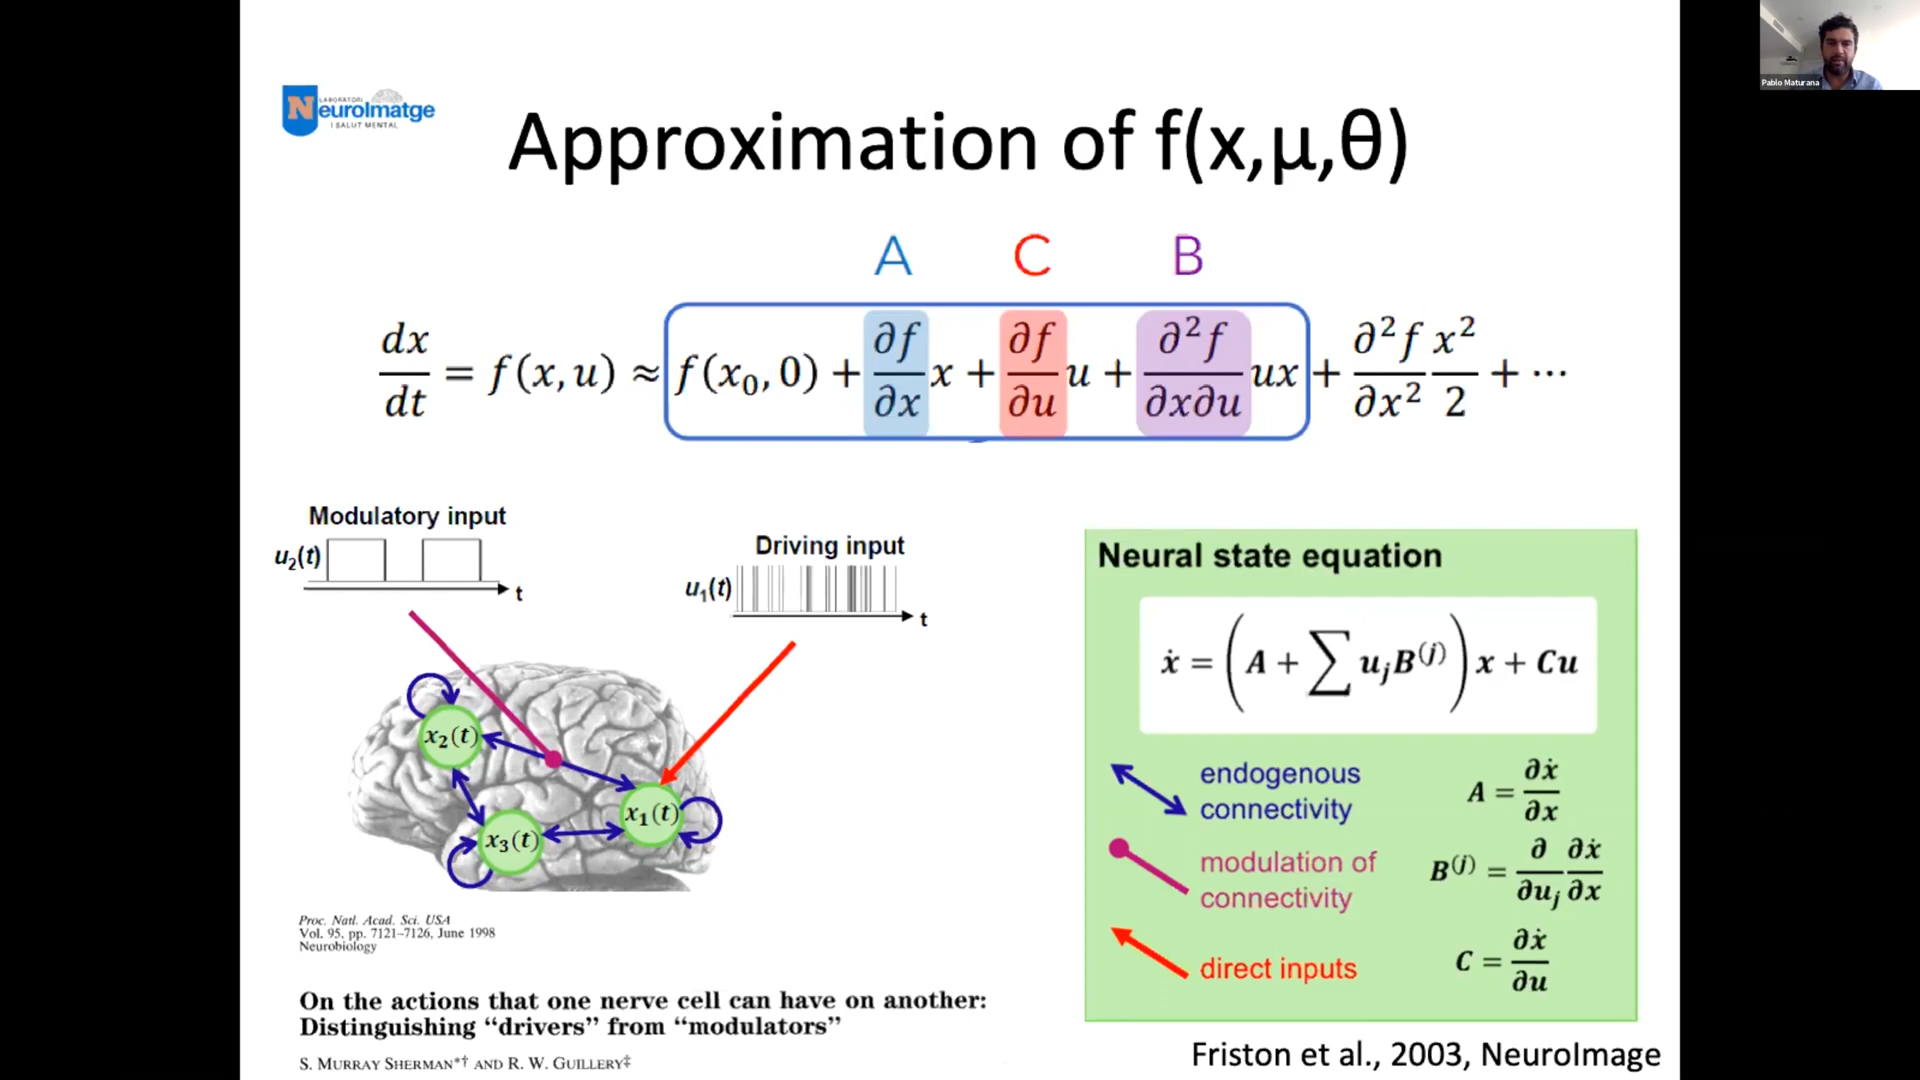 LABORATORI
NeuroImatge
I SALUT MENTAL
Pablo Maturana
Approximation of f(x,μ,θ)
A C B
dx/dt = f(x,u) ≈ f(x₀,0) + ∂f/∂x x + ∂f/∂u u + ∂²f/∂x∂u ux + ∂²f/∂x² x²/2 + ···
Modulatory input
u₂(t)
t
Driving input
u₁(t)
t
x₂(t)
x₃(t)
x₁(t)
Proc. Natl. Acad. Sci. USA
Vol. 95, pp. 7121–7126, June 1998
Neurobiology
On the actions that one nerve cell can have on another:
Distinguishing “drivers” from “modulators”
S. MURRAY SHERMAN*† AND R. W. GUILLERY‡
Neural state equation
ẋ = (A + ∑ uⱼB⁽ʲ⁾) x + Cu
endogenous
connectivity
A = ∂ẋ/∂x
modulation of
connectivity
B⁽ʲ⁾ = ∂/∂uⱼ ∂ẋ/∂x
direct inputs
C = ∂ẋ/∂u
Friston et al., 2003, NeuroImage